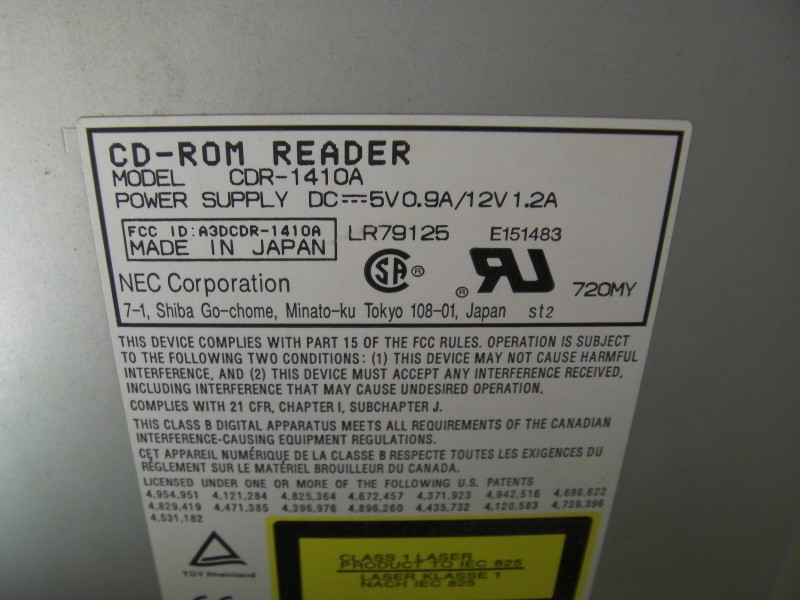 CD-ROM READER
MODEL CDR-1410A
POWER SUPPLY DC⎓5V0.9A/12V1.2A
FCC ID:A3DCDR-1410A
MADE IN JAPAN
LR79125 E151483
SA® ®RU 720MY
NEC Corporation
7-1, Shiba Go-chome, Minato-ku Tokyo 108-01, Japan st2
THIS DEVICE COMPLIES WITH PART 15 OF THE FCC RULES. OPERATION IS SUBJECT
TO THE FOLLOWING TWO CONDITIONS: (1) THIS DEVICE MAY NOT CAUSE HARMFUL
INTERFERENCE, AND (2) THIS DEVICE MUST ACCEPT ANY INTERFERENCE RECEIVED,
INCLUDING INTERFERENCE THAT MAY CAUSE UNDESIRED OPERATION.
COMPLIES WITH 21 CFR, CHAPTER I, SUBCHAPTER J.
THIS CLASS B DIGITAL APPARATUS MEETS ALL REQUIREMENTS OF THE CANADIAN
INTERFERENCE-CAUSING EQUIPMENT REGULATIONS.
CET APPAREIL NUMÉRIQUE DE LA CLASSE B RESPECTE TOUTES LES EXIGENCES DU
RÉGLEMENT SUR LE MATÉRIEL BROUILLEUR DU CANADA.
LICENSED UNDER ONE OR MORE OF THE FOLLOWING U.S. PATENTS
4,954,951 4,121,284 4,825,364 4,672,457 4,371,923 4,942,516 4,686,622
4,829,419 4,471,385 4,396,976 4,896,260 4,435,732 4,120,583 4,739,396
4,531,182
TÜV Rheinland
CLASS 1 LASER
PRODUCT TO IEC 825
LASER KLASSE 1
NACH IEC 825